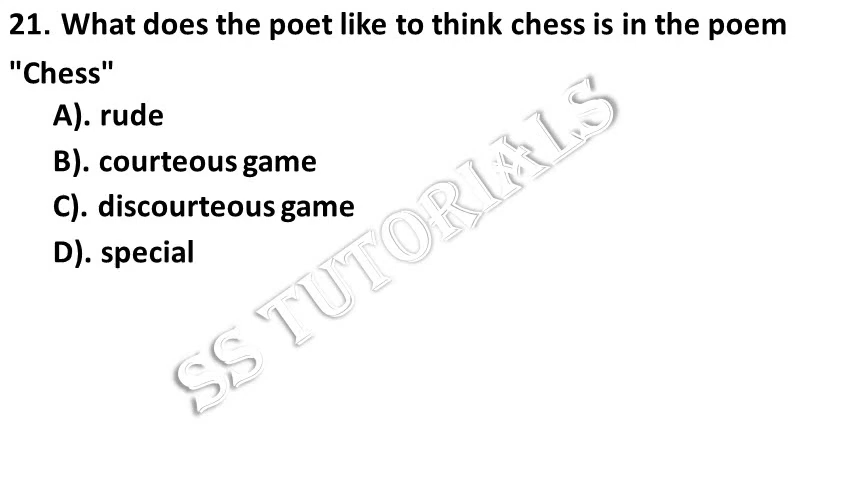 21. What does the poet like to think chess is in the poem
"Chess"
A). rude
B). courteous game
C). discourteous game
D). special
SS TUTORIALS